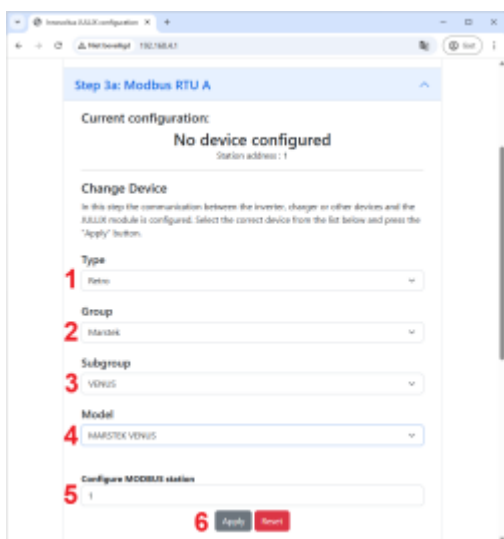 Innovolus IULIX configuration
Niet beveiligd 192.168.4.1
Step 3a: Modbus RTU A
Current configuration:
No device configured
Station address : 1
Change Device
In this step the communication between the inverter, charger or other devices and the
module is configured. Select the correct device from the list below and press the
"Apply" button.
Type
1 Retro
Group
2 Marstek
Subgroup
3 VENUS
Model
4 MARSTEK VENUS
Configure MODBUS station
5 1
6 Apply Reset